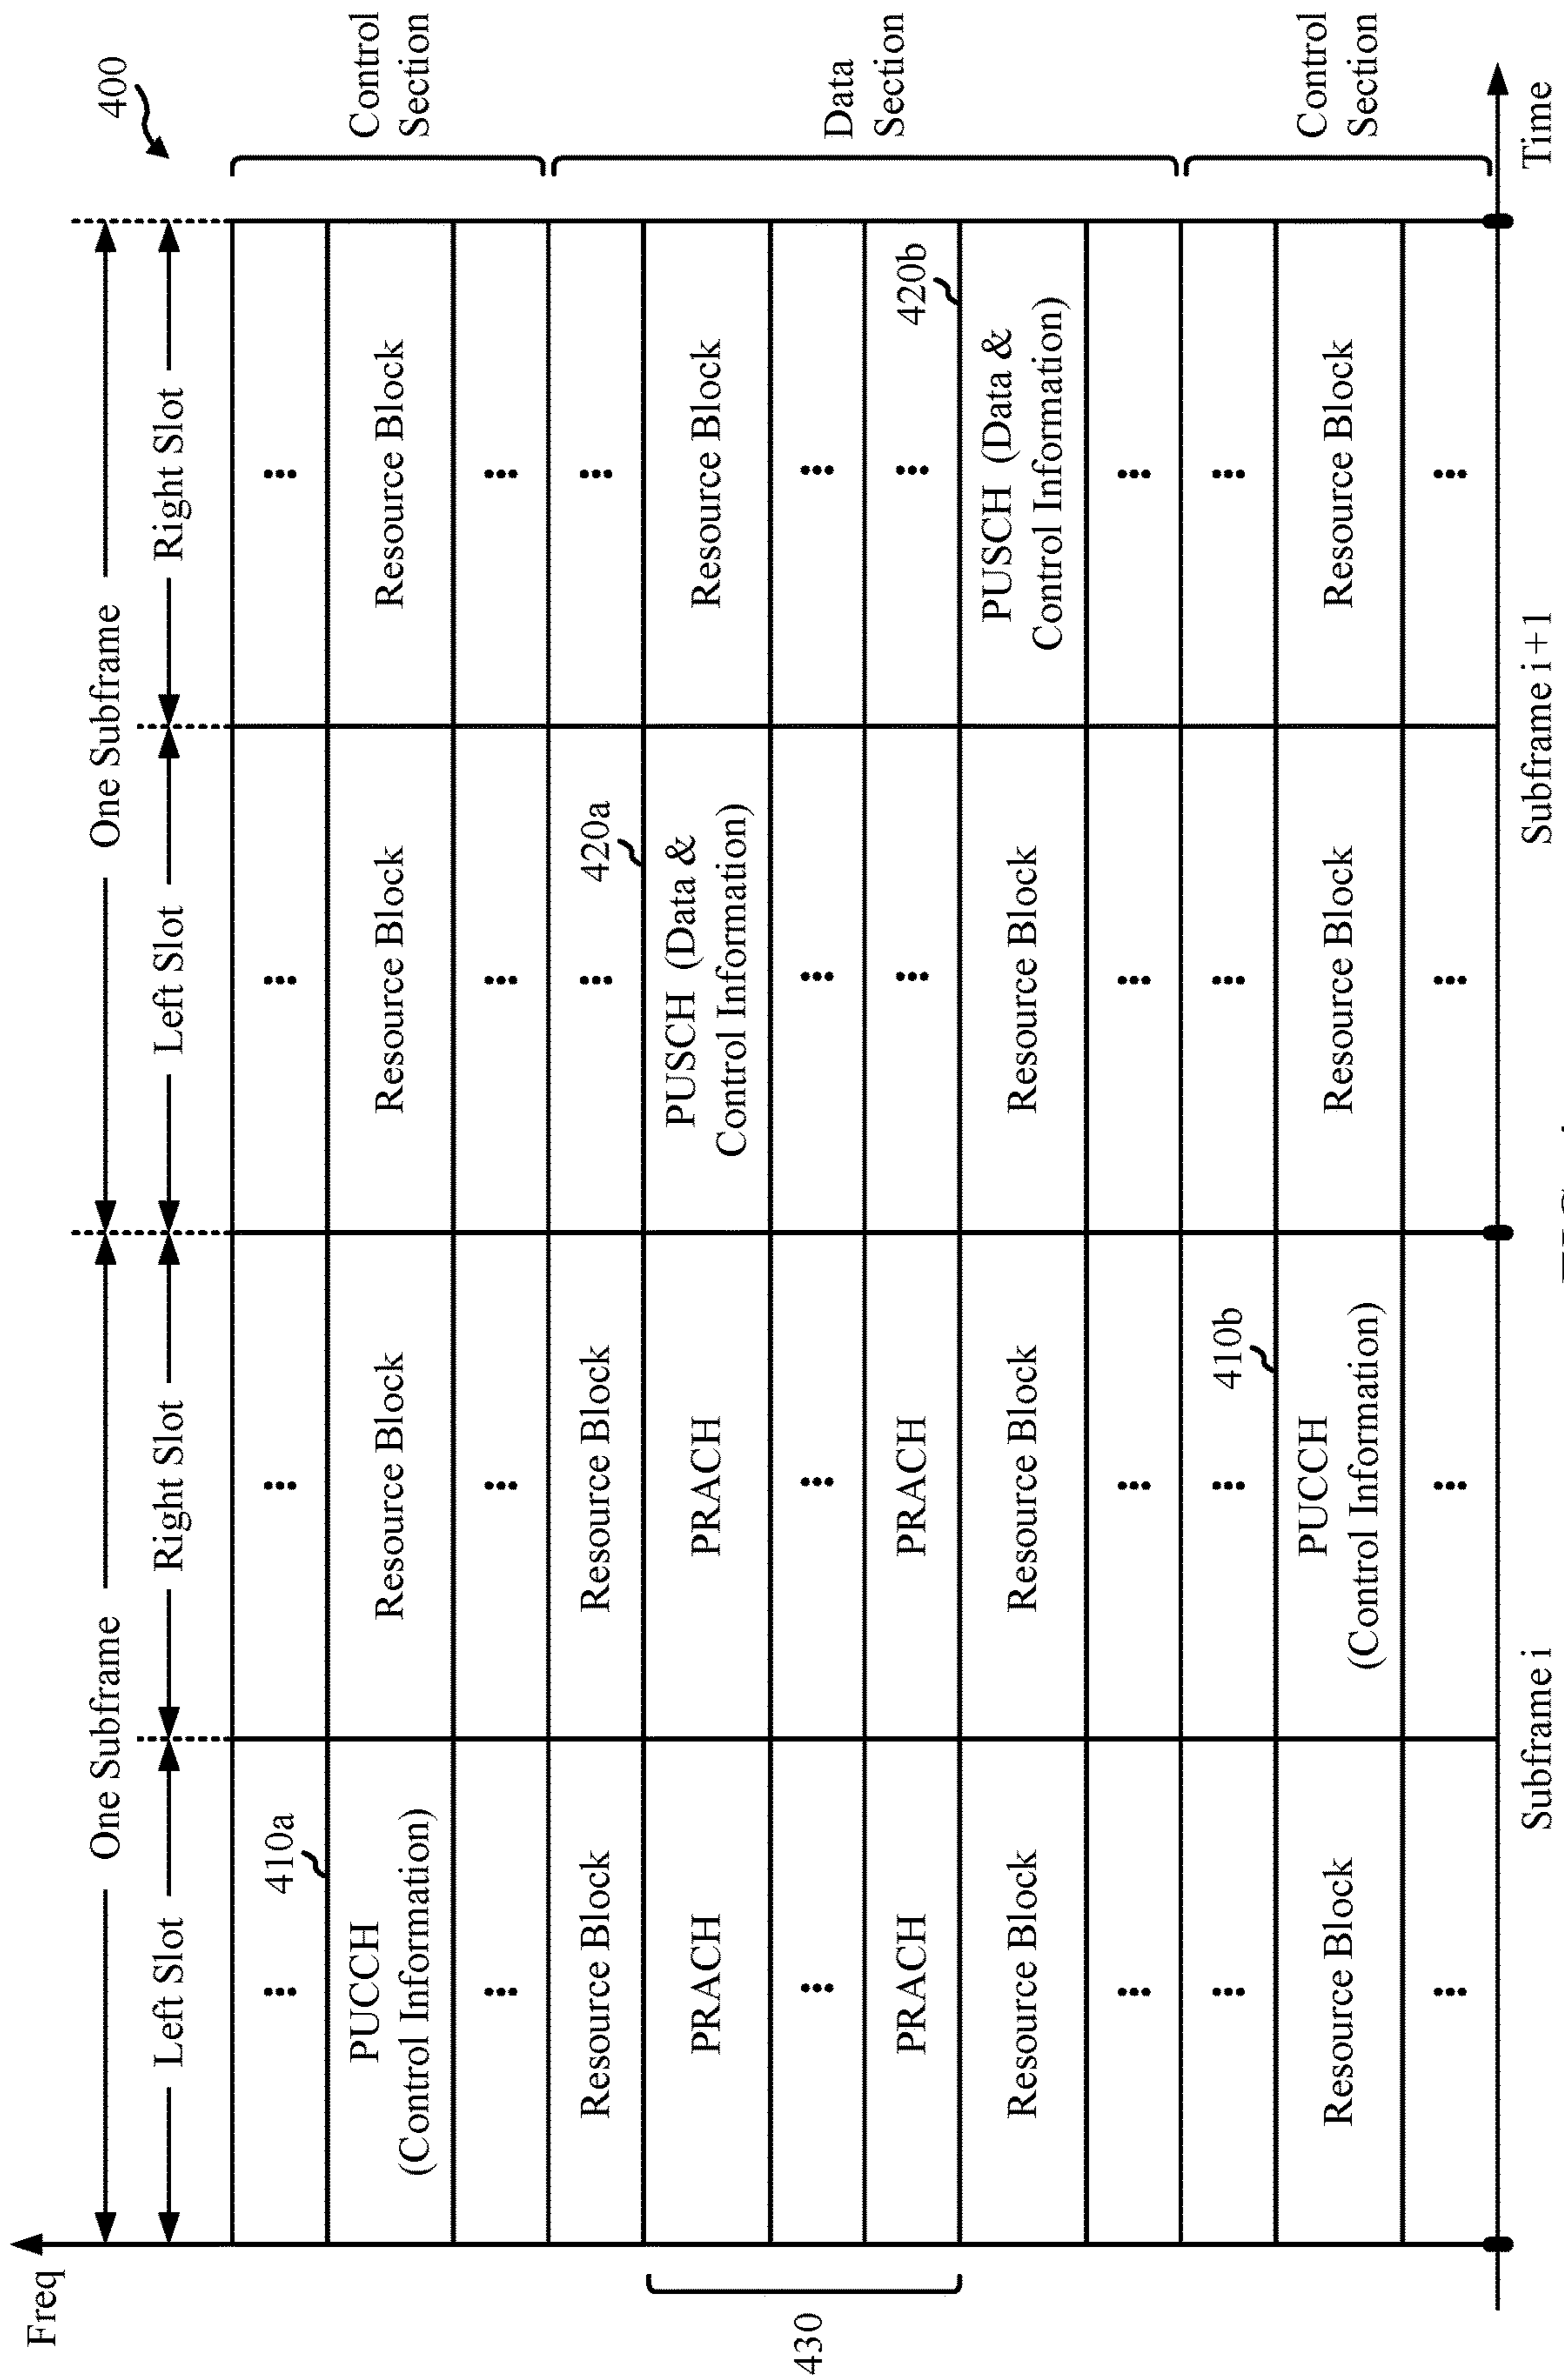 400
One Subframe
One Subframe
Left Slot
Right Slot
Left Slot
Right Slot
Freq
Control
Section
Data
Section
Control
Section
410a
PUCCH
(Control Information)
Resource Block
Resource Block
Resource Block
Resource Block
Resource Block
420a
430
PRACH
PRACH
PUSCH (Data &
Control Information)
Resource Block
PRACH
PRACH
420b
Resource Block
Resource Block
Resource Block
PUSCH (Data &
Control Information)
410b
Resource Block
PUCCH
(Control Information)
Resource Block
Resource Block
Subframe i
Subframe i+1
Time